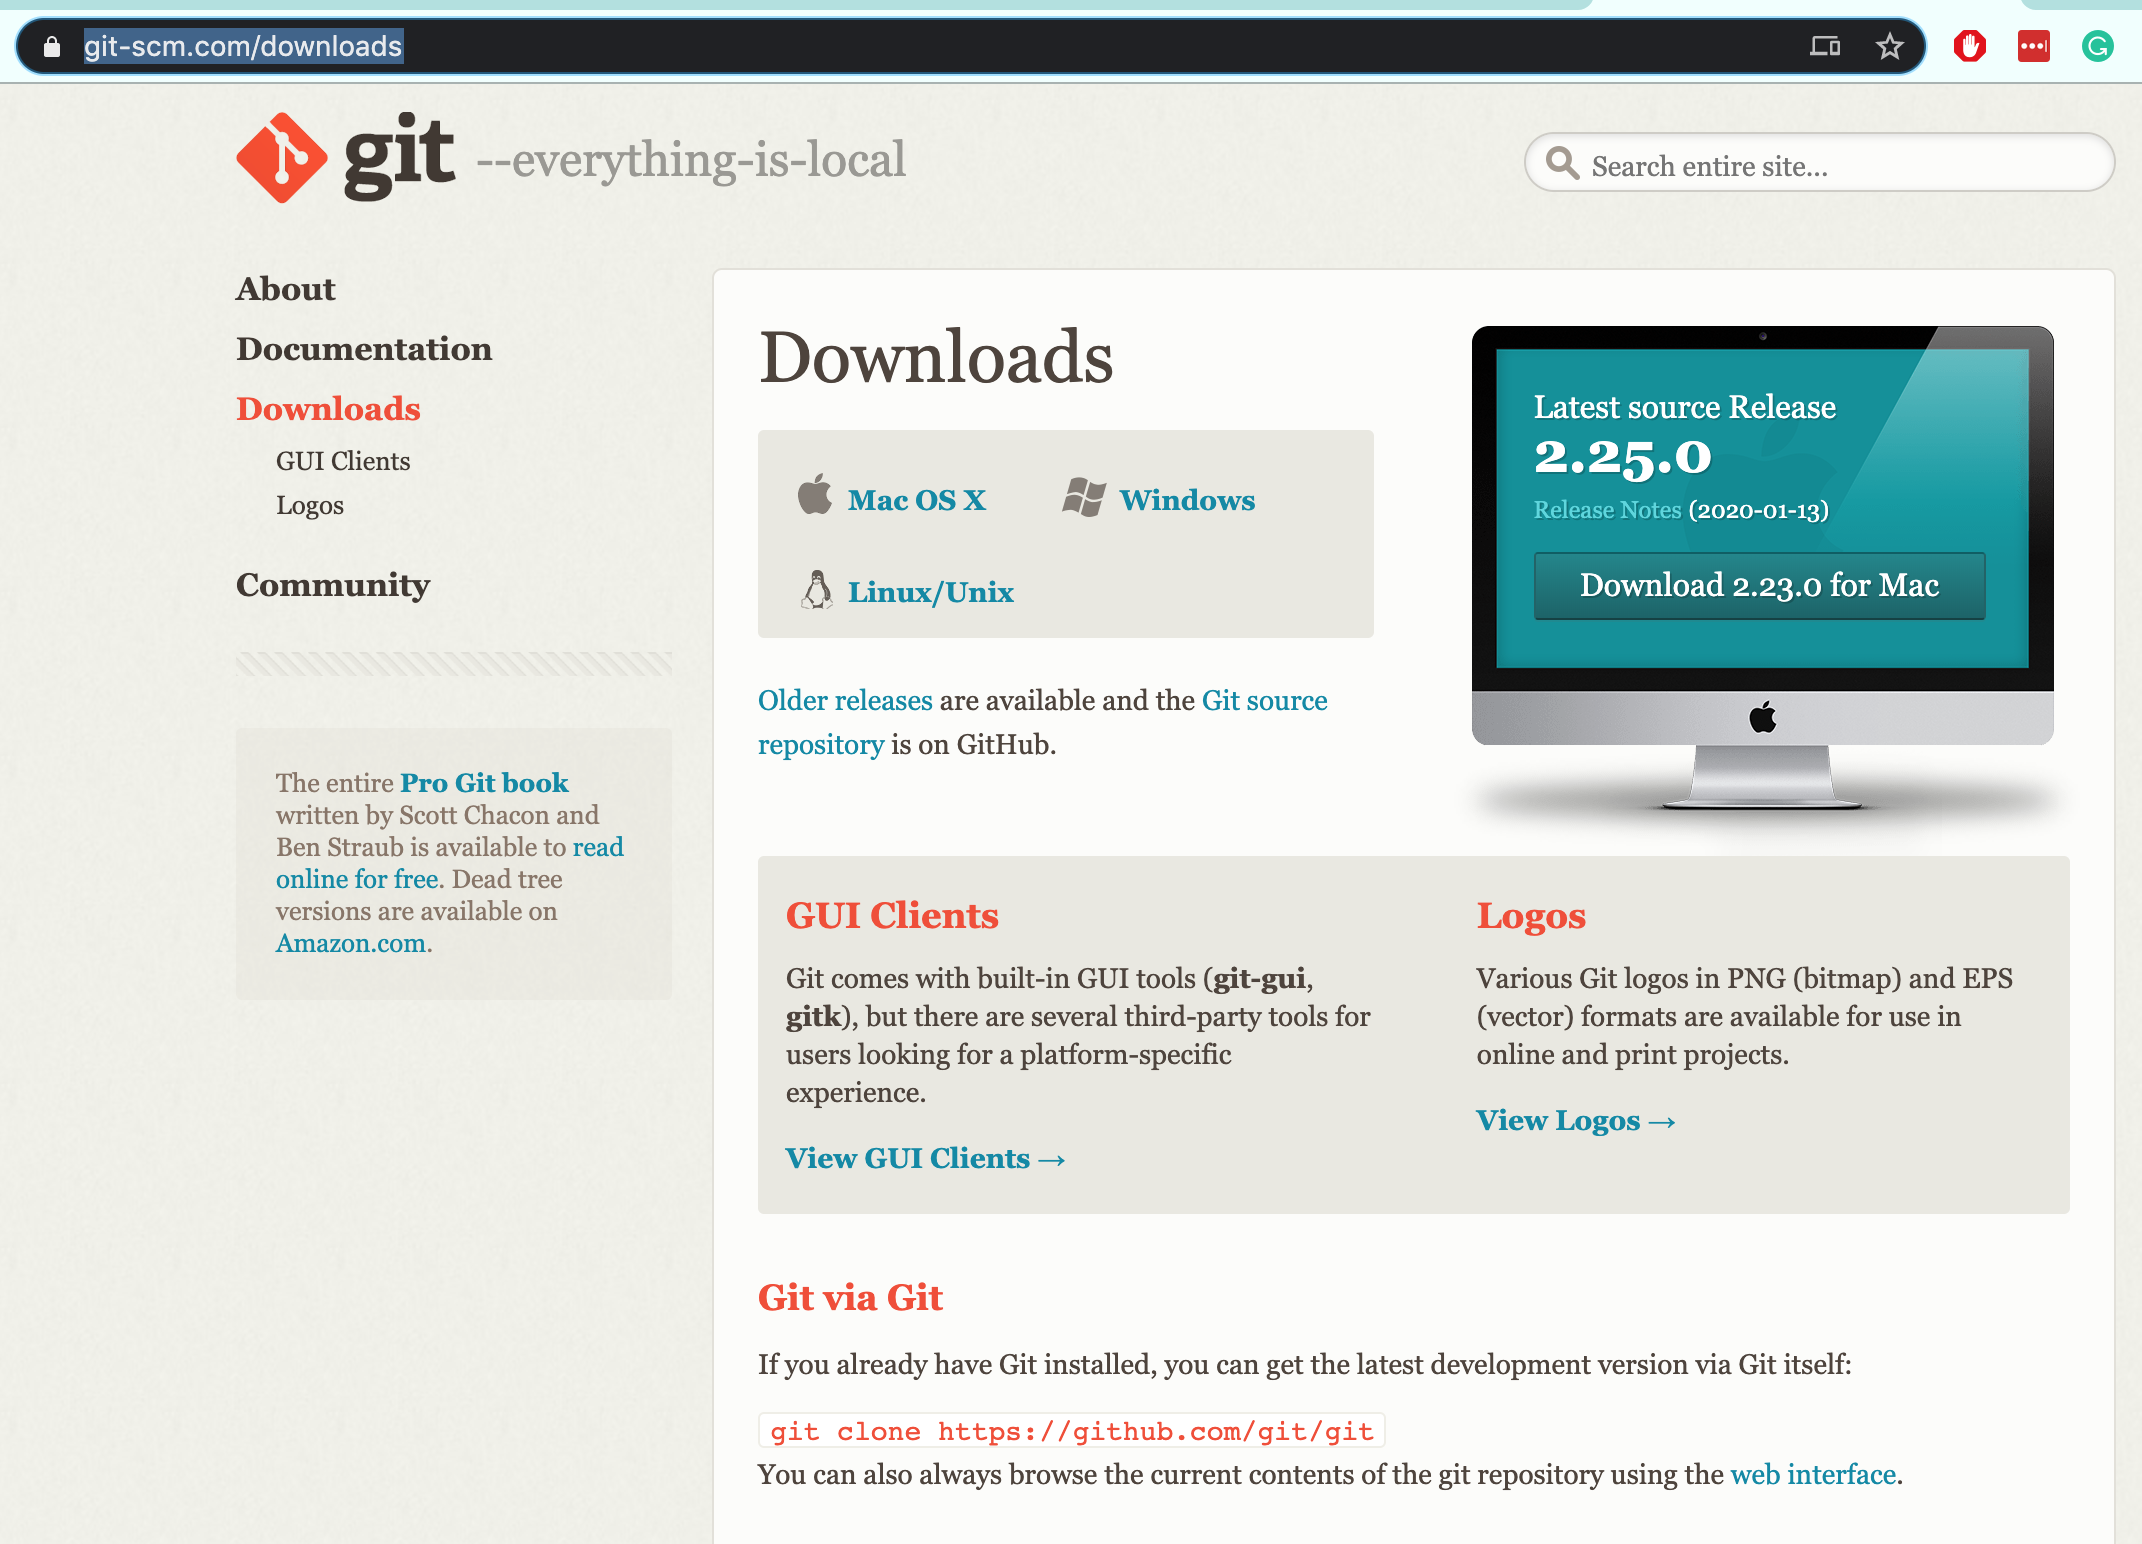 git-scm.com/downloads
git --everything-is-local
Search entire site...
About
Documentation
Downloads
GUI Clients
Logos
Community
The entire Pro Git book
written by Scott Chacon and
Ben Straub is available to read
online for free. Dead tree
versions are available on
Amazon.com.
Downloads
Mac OS X
Windows
Linux/Unix
Older releases are available and the Git source
repository is on GitHub.
Latest source Release
2.25.0
Release Notes (2020-01-13)
Download 2.23.0 for Mac
GUI Clients
Git comes with built-in GUI tools (git-gui,
gitk), but there are several third-party tools for
users looking for a platform-specific
experience.
View GUI Clients →
Logos
Various Git logos in PNG (bitmap) and EPS
(vector) formats are available for use in
online and print projects.
View Logos →
Git via Git
If you already have Git installed, you can get the latest development version via Git itself:
git clone https://github.com/git/git
You can also always browse the current contents of the git repository using the web interface.